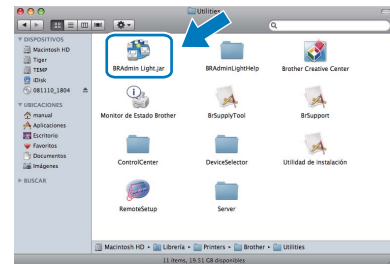 Utilities
DISPOSITIVOS
Macintosh HD
Tiger
TEMP
iDisk
081110_1804
UBICACIONES
manual
Aplicaciones
Escritorio
Favoritos
Documentos
Imágenes
BUSCAR
BRAdmin Light.jar
BRAdminLightHelp
Brother Creative Center
Monitor de Estado Brother
BrSupplyTool
BrSupport
ControlCenter
DeviceSelector
Utilidad de instalación
RemoteSetup
Server
Macintosh HD ▸ Librería ▸ Printers ▸ Brother ▸ Utilities
11 items, 19.51 GB disponibles